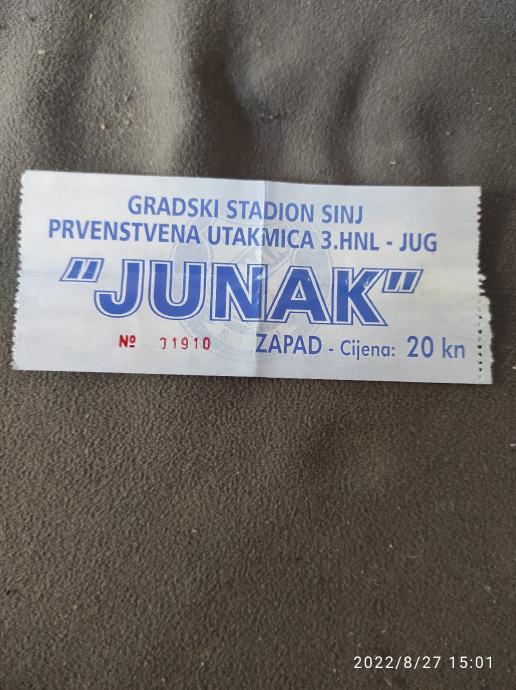 GRADSKI STADION SINJ
PRVENSTVENA UTAKMICA 3.HNL - JUG
"JUNAK"
Nº 01910 ZAPAD - Cijena: 20 kn
2022/8/27 15:01